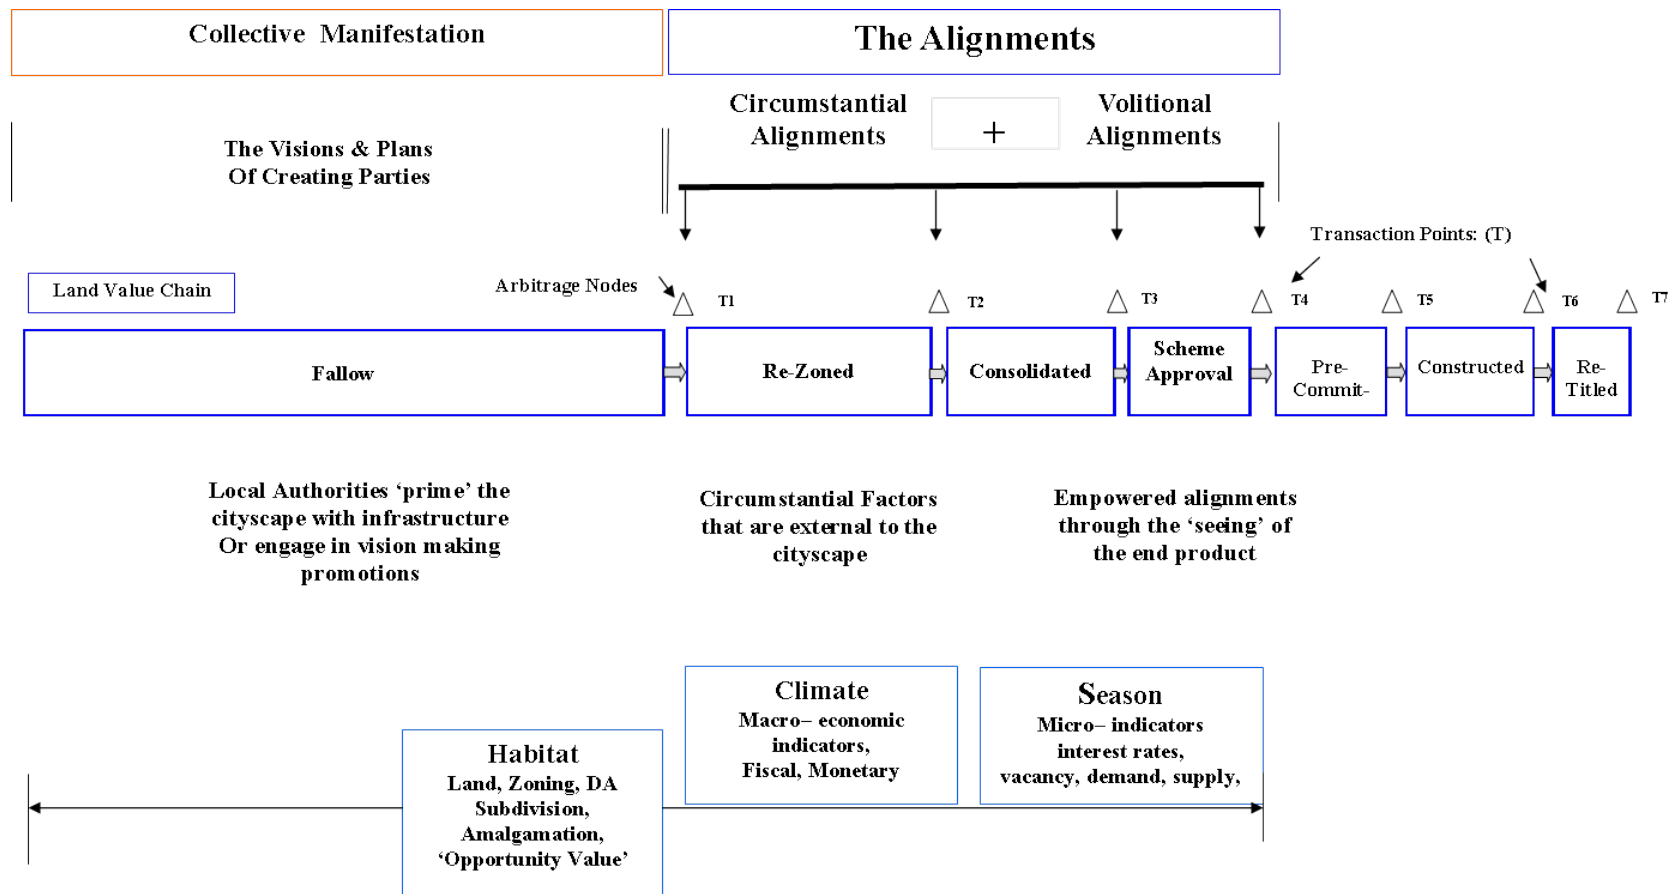 Collective Manifestation
The Alignments
Circumstantial
Alignments
+
Volitional
Alignments
The Visions & Plans
Of Creating Parties
Transaction Points: (T)
Land Value Chain
Arbitrage Nodes
T1
T2
T3
T4
T5
T6
T7
Fallow
Re-Zoned
Consolidated
Scheme
Approval
Pre-
Commit-
Constructed
Re-
Titled
Local Authorities ‘prime’ the
cityscape with infrastructure
Or engage in vision making
promotions
Circumstantial Factors
that are external to the
cityscape
Empowered alignments
through the ‘seeing’ of
the end product
Habitat
Land, Zoning, DA
Subdivision,
Amalgamation,
‘Opportunity Value’
Climate
Macro– economic
indicators,
Fiscal, Monetary
Season
Micro– indicators
interest rates,
vacancy, demand, supply,